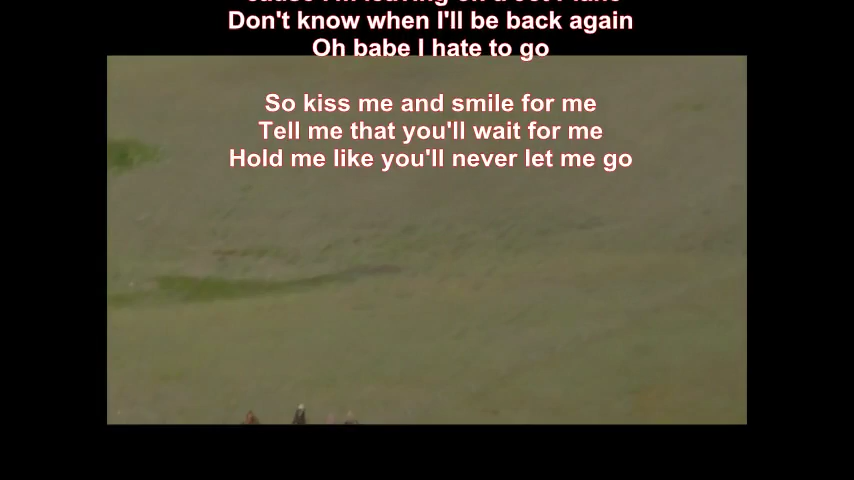 Don't know when I'll be back again
Oh babe I hate to go
So kiss me and smile for me
Tell me that you'll wait for me
Hold me like you'll never let me go